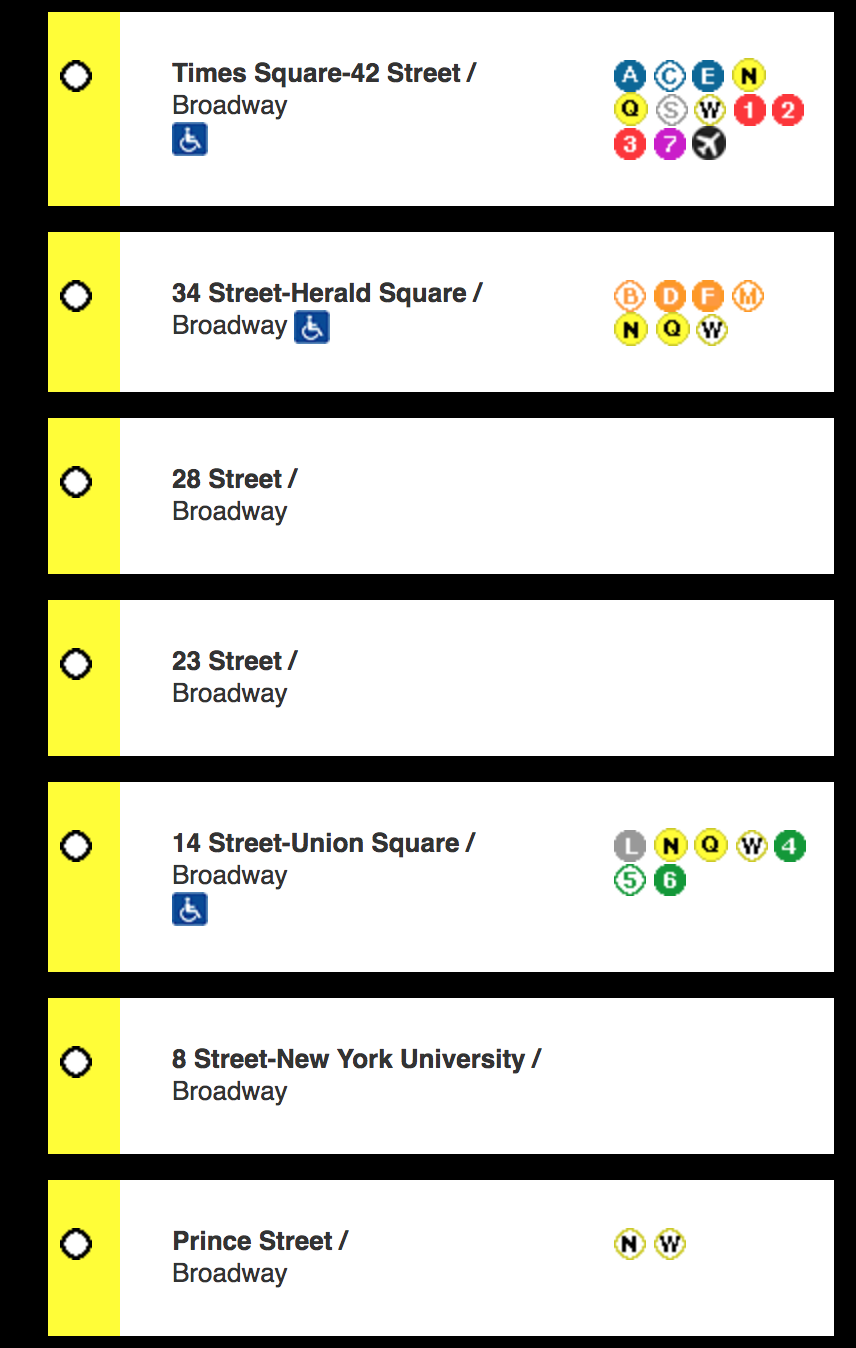 Times Square-42 Street /
Broadway
A C E N
Q S W 1 2
3 7
34 Street-Herald Square /
Broadway
B D F M
N Q W
28 Street /
Broadway
23 Street /
Broadway
14 Street-Union Square /
Broadway
L N Q W 4
5 6
8 Street-New York University /
Broadway
Prince Street /
Broadway
N W